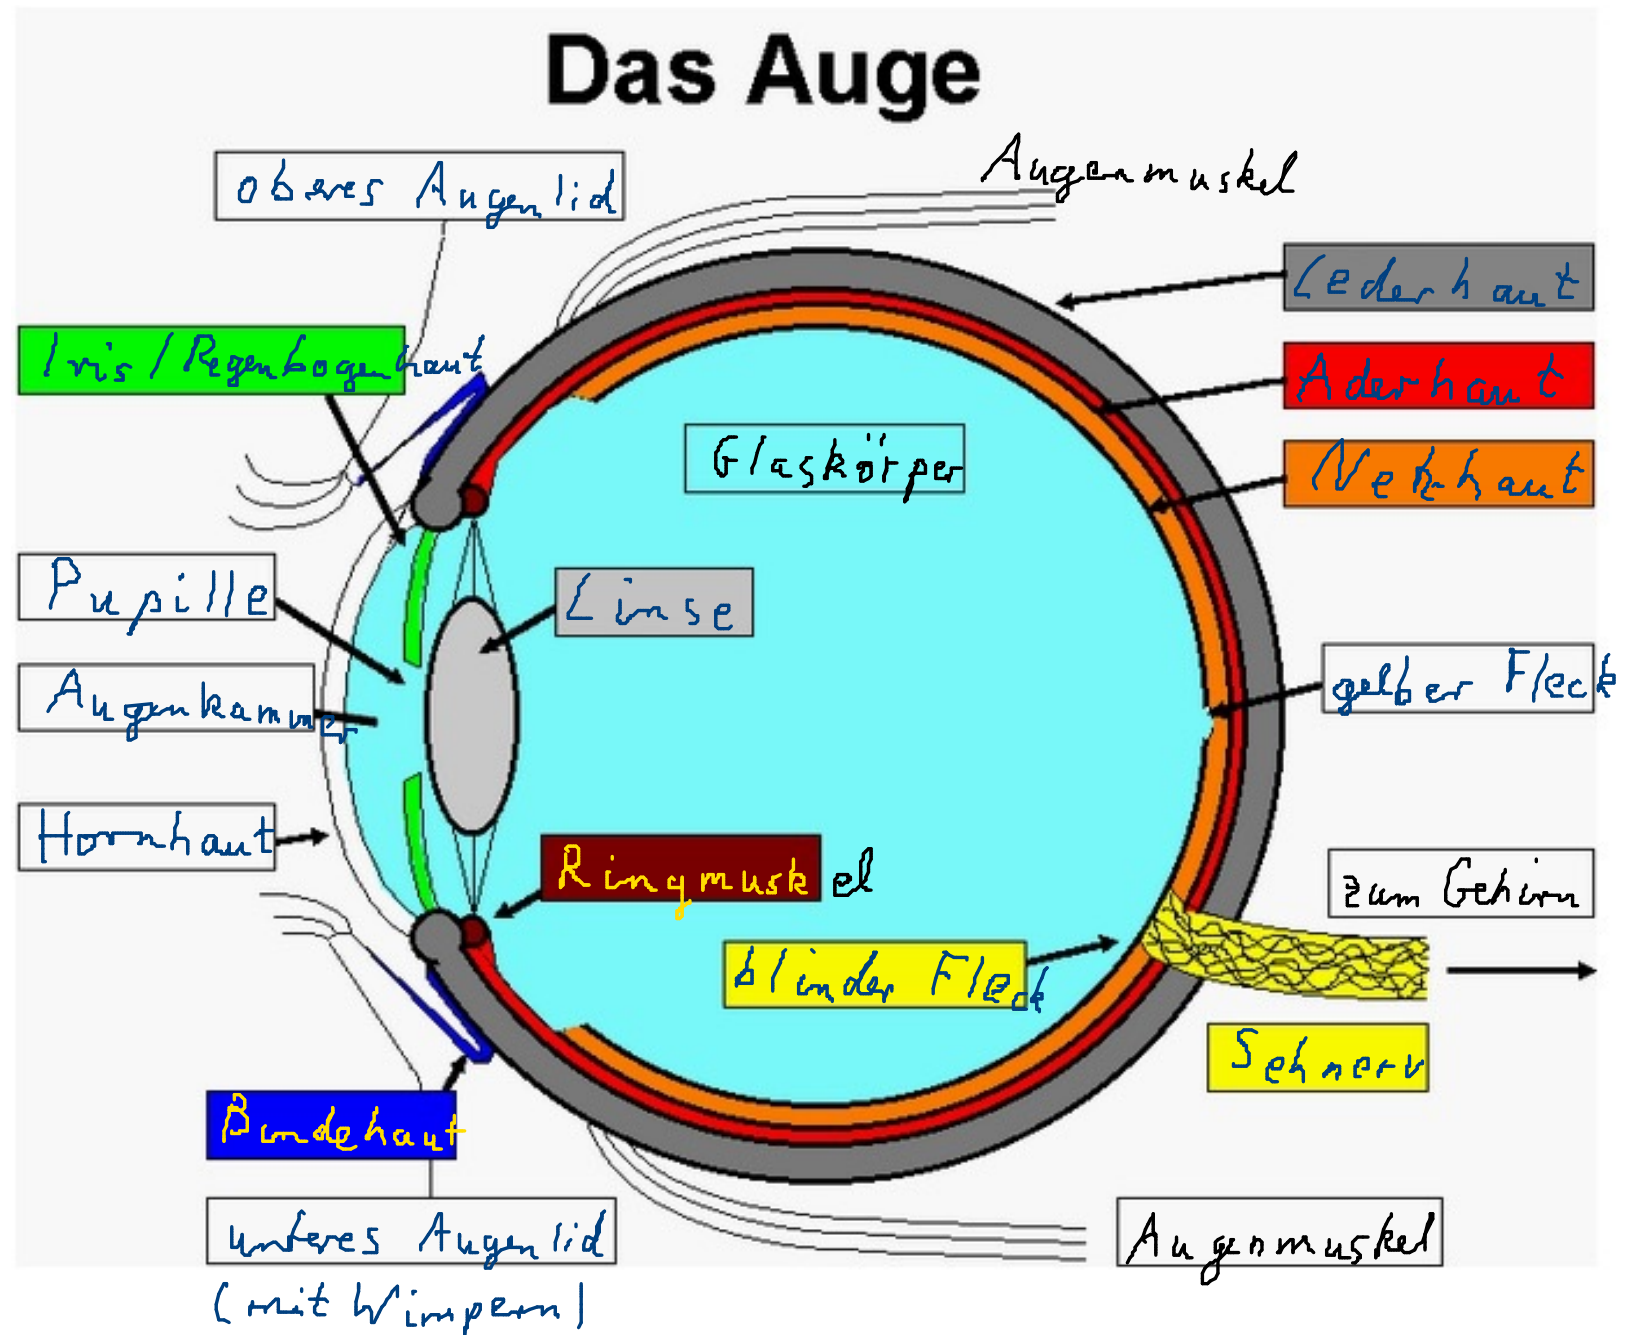 Das Auge
oberes Augenlid
Augenmuskel
Lederhaut
Iris/Regenbogenhaut
Aderhaut
Glaskörper
Netzhaut
Pupille
Linse
gelber Fleck
Augenkammer
Hornhaut
Ringmuskel
zum Gehirn
blinder Fleck
Sehnerv
Bindehaut
unteres Augenlid
(mit Wimpern)
Augenmuskel